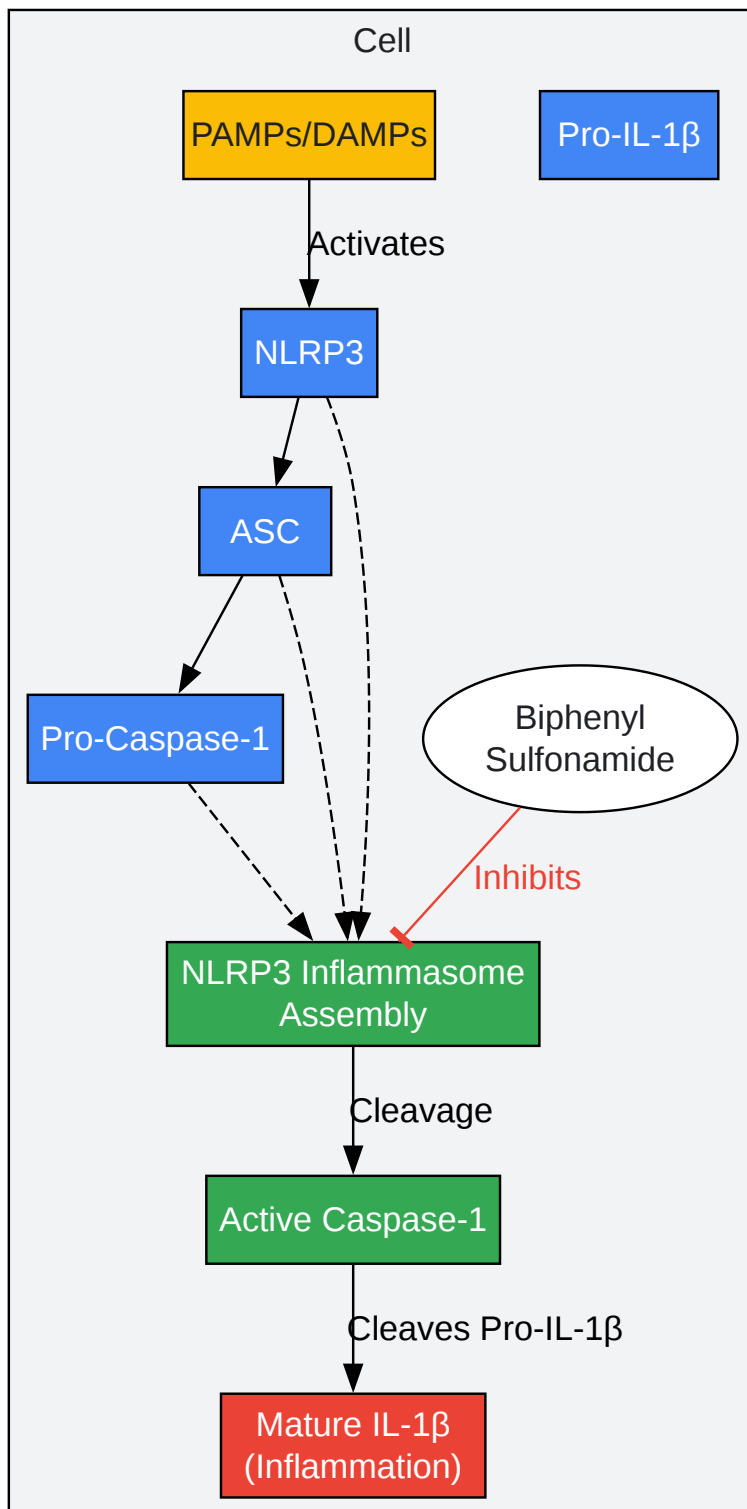 Cell
PAMPs/DAMPs
Pro-IL-1β
Activates
NLRP3
ASC
Pro-Caspase-1
Biphenyl
Sulfonamide
Inhibits
NLRP3 Inflammasome
Assembly
Cleavage
Active Caspase-1
Cleaves Pro-IL-1β
Mature IL-1β
(Inflammation)